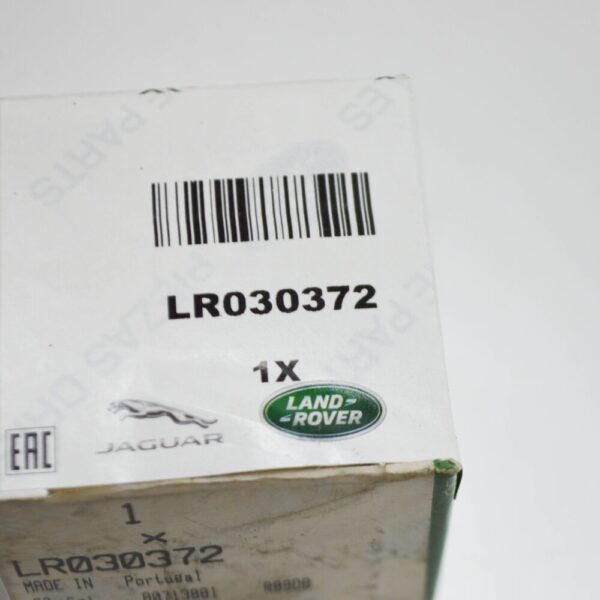 LR030372
1X
LAND-
-ROVER
EAC
JAGUAR
1
x
LR030372
MADE IN Portugal